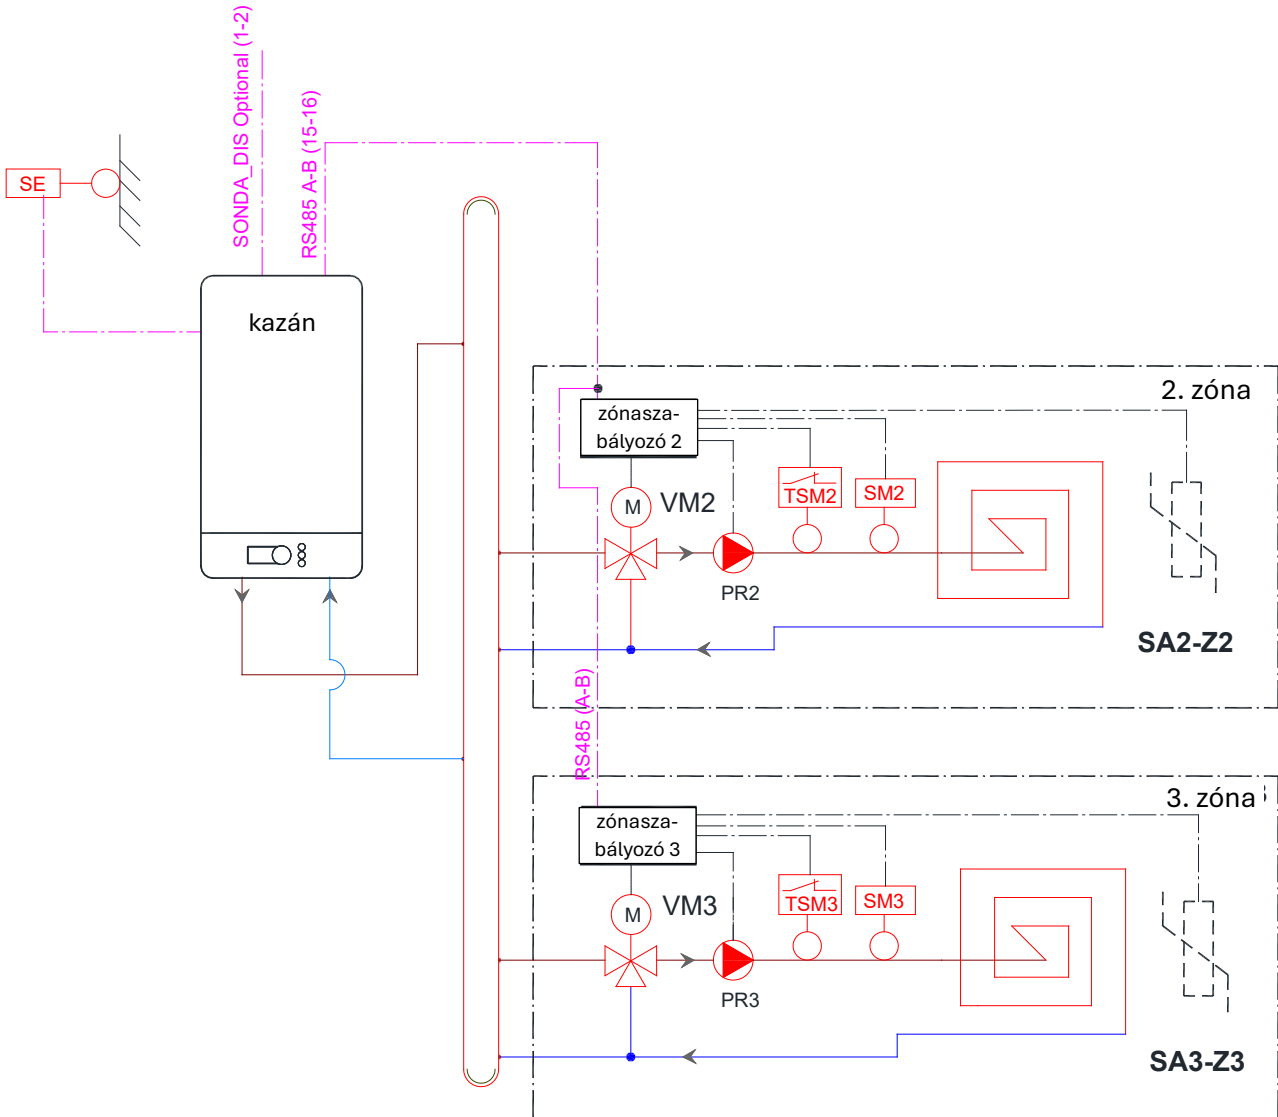 SONDA_DIS Optional (1-2)
RS485 A-B (15-16)
SE
kazán
2. zóna
zónasza-
bályozó 2
TSM2
SM2
M
VM2
PR2
SA2-Z2
RS485 (A-B)
3. zóna
zónasza-
bályozó 3
TSM3
SM3
M
VM3
PR3
SA3-Z3